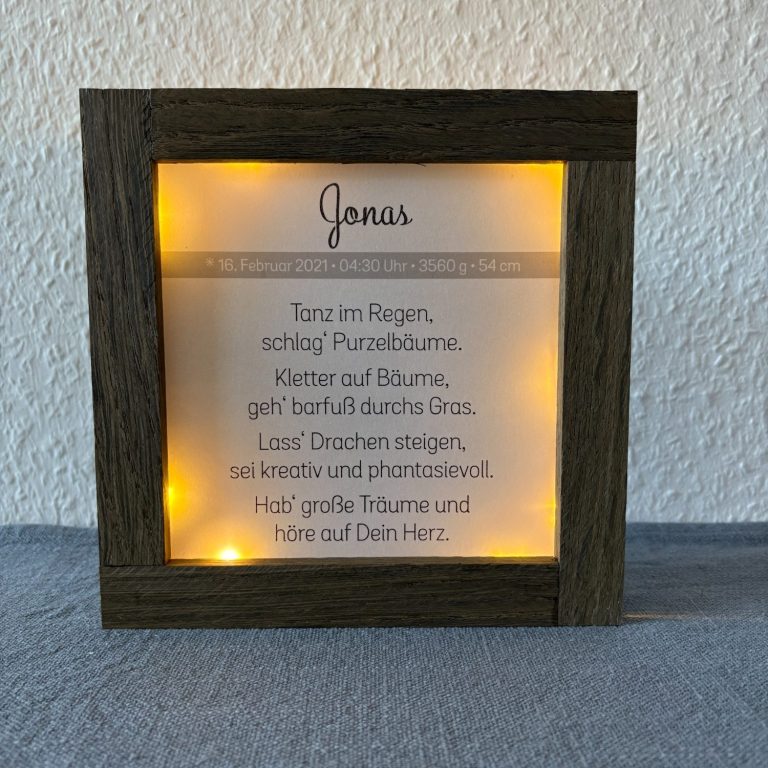 Jonas
* 16. Februar 2021 • 04:30 Uhr • 3560 g • 54 cm
Tanz im Regen,
schlag‘ Purzelbäume.
Kletter auf Bäume,
geh‘ barfuß durchs Gras.
Lass‘ Drachen steigen,
sei kreativ und phantasievoll.
Hab‘ große Träume und
höre auf Dein Herz.